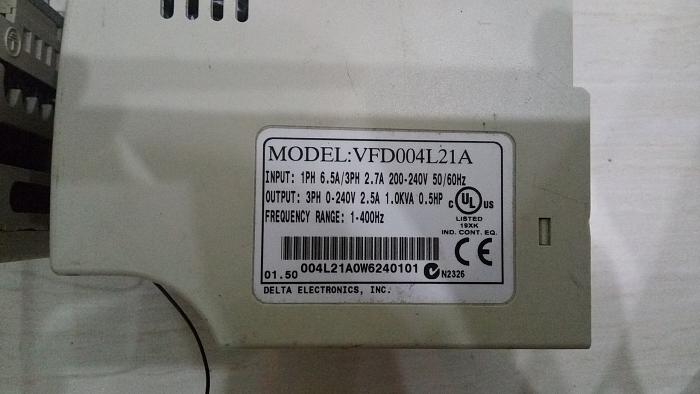 MODEL:VFD004L21A
INPUT: 1PH 6.5A/3PH 2.7A 200-240V 50/60Hz
OUTPUT: 3PH 0-240V 2.5A 1.0KVA 0.5HP
FREQUENCY RANGE: 1-400Hz
C UL US
LISTED
19XK
IND. CONT. EQ.
CE
01.50 004L21A0W6240101 N2326
DELTA ELECTRONICS, INC.